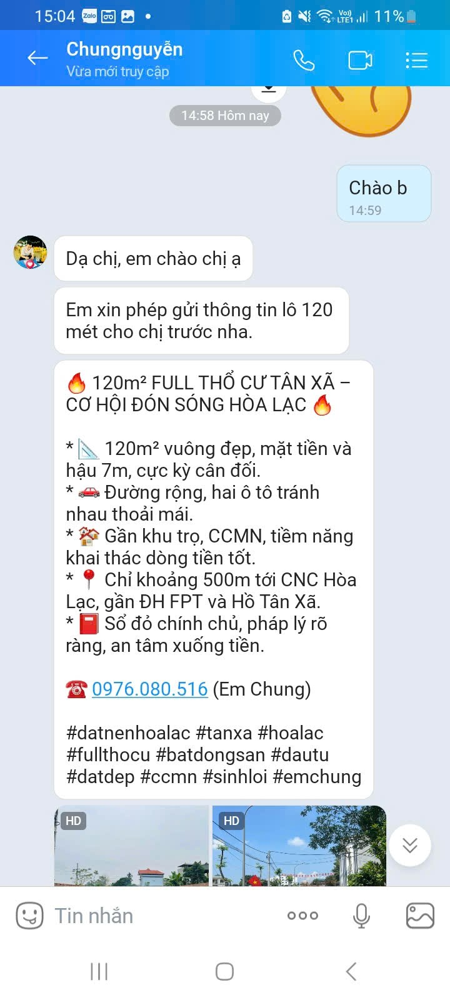 15:04 Zalo Vo)) LTE1 11%
Chungnguyễn
Vừa mới truy cập
14:58 Hôm nay
Chào b
14:59
Dạ chị, em chào chị ạ
Em xin phép gửi thông tin lô 120
mét cho chị trước nha.
🔥 120m² FULL THỔ CƯ TÂN XÃ –
CƠ HỘI ĐÓN SÓNG HÒA LẠC 🔥
* 📐 120m² vuông đẹp, mặt tiền và
hậu 7m, cực kỳ cân đối.
* 🚗 Đường rộng, hai ô tô tránh
nhau thoải mái.
* 🏘️ Gần khu trọ, CCMN, tiềm năng
khai thác dòng tiền tốt.
* 📍 Chỉ khoảng 500m tới CNC Hòa
Lạc, gần ĐH FPT và Hồ Tân Xã.
* 📕 Sổ đỏ chính chủ, pháp lý rõ
ràng, an tâm xuống tiền.
☎️ 0976.080.516 (Em Chung)
#datnenhoalac #tanxa #hoalac
#fullthocu #batdongsan #dautu
#datdep #ccmn #sinhloi #emchung
HD HD
Tin nhắn